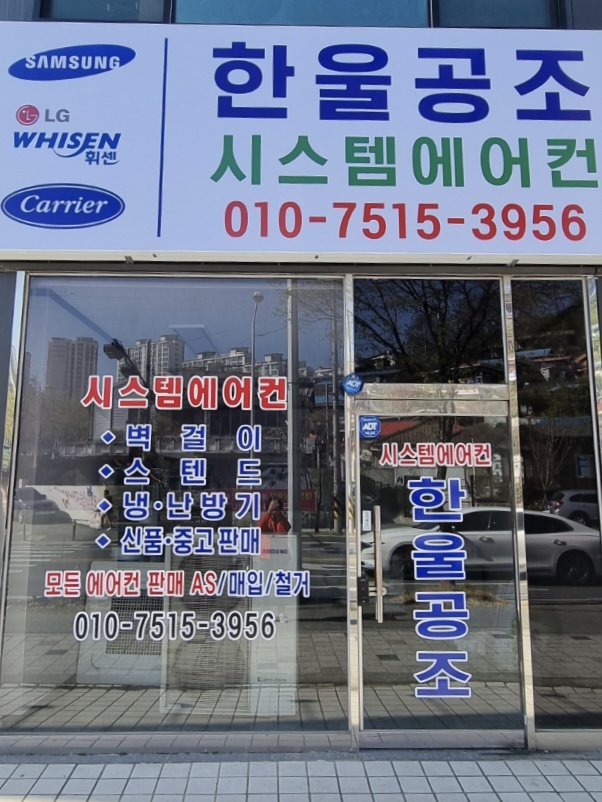 SAMSUNG
LG
WHISEN
휘센
Carrier
한울공조
시스템에어컨
010-7515-3956
시스템에어컨
벽 걸 이
스 텐 드
냉·난방기
신품·중고판매
모든 에어컨 판매 AS/매입/철거
010-7515-3956
ADT
ADT
시스템에어컨
한울공조